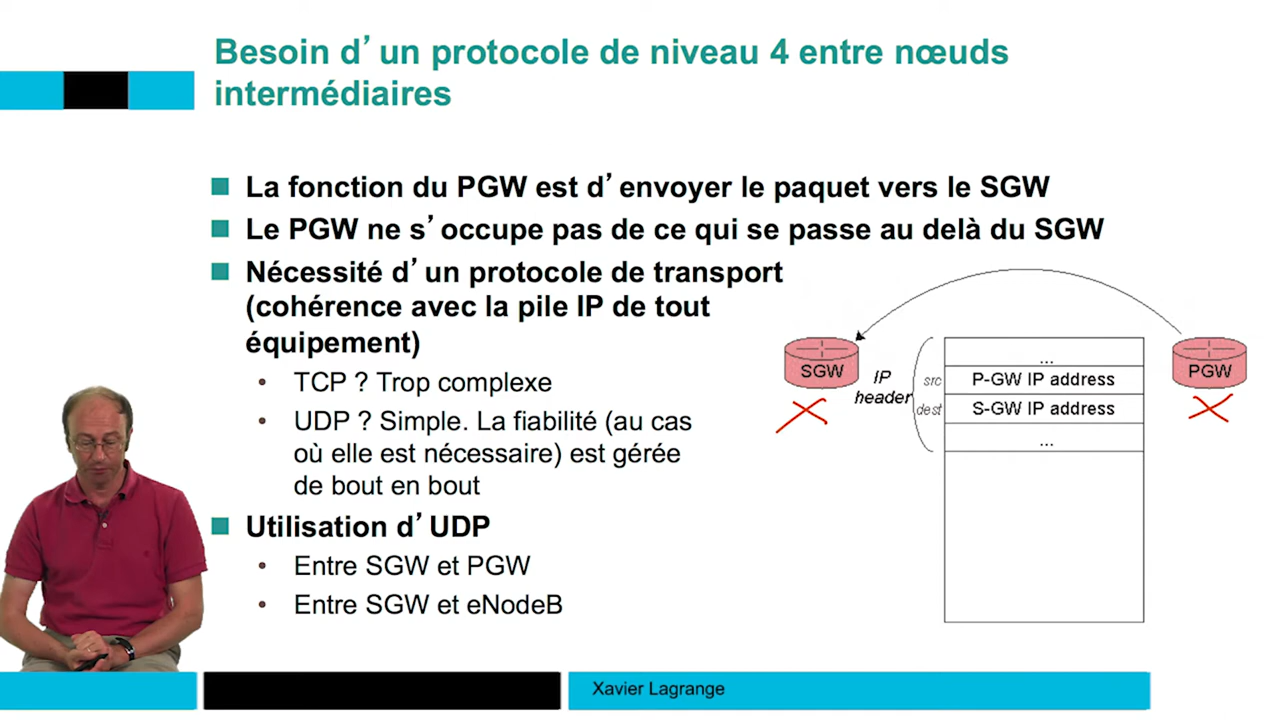 Besoin d’un protocole de niveau 4 entre nœuds
intermédiaires
La fonction du PGW est d’envoyer le paquet vers le SGW
Le PGW ne s’occupe pas de ce qui se passe au delà du SGW
Nécessité d’un protocole de transport
(cohérence avec la pile IP de tout
équipement)
• TCP ? Trop complexe
• UDP ? Simple. La fiabilité (au cas
où elle est nécessaire) est gérée
de bout en bout
Utilisation d’UDP
• Entre SGW et PGW
• Entre SGW et eNodeB
SGW
IP
header
src
dest
...
P-GW IP address
S-GW IP address
...
PGW
Xavier Lagrange